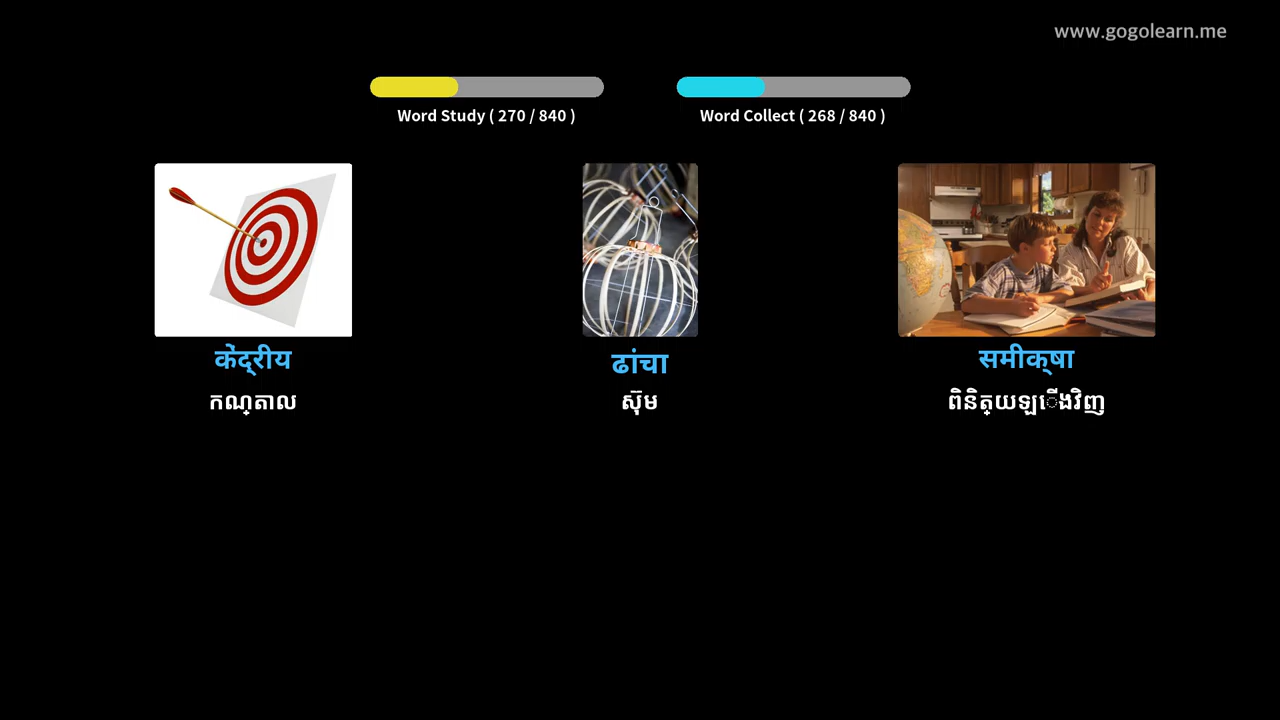 www.gogolearn.me
Word Study ( 270 / 840 )
Word Collect ( 268 / 840 )
केंद्रीय
ढांचा
समीक्षा
កណ្តាល
ស៊ុម
ពិនិត្យឡើងវិញ